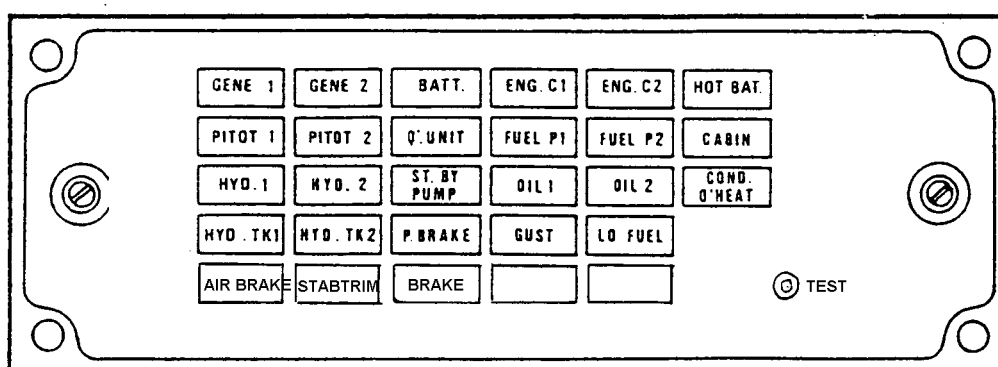 GENE 1 GENE 2 BATT. ENG. C1 ENG. C2 HOT BAT.
PITOT 1 PITOT 2 Q'.UNIT FUEL P1 FUEL P2 CABIN
HYD. 1 HYD. 2 ST. BY PUMP OIL 1 OIL 2 COND. O'HEAT
HYD. TK1 HYD. TK2 P.BRAKE GUST LO FUEL
AIR BRAKE STABTRIM BRAKE
TEST